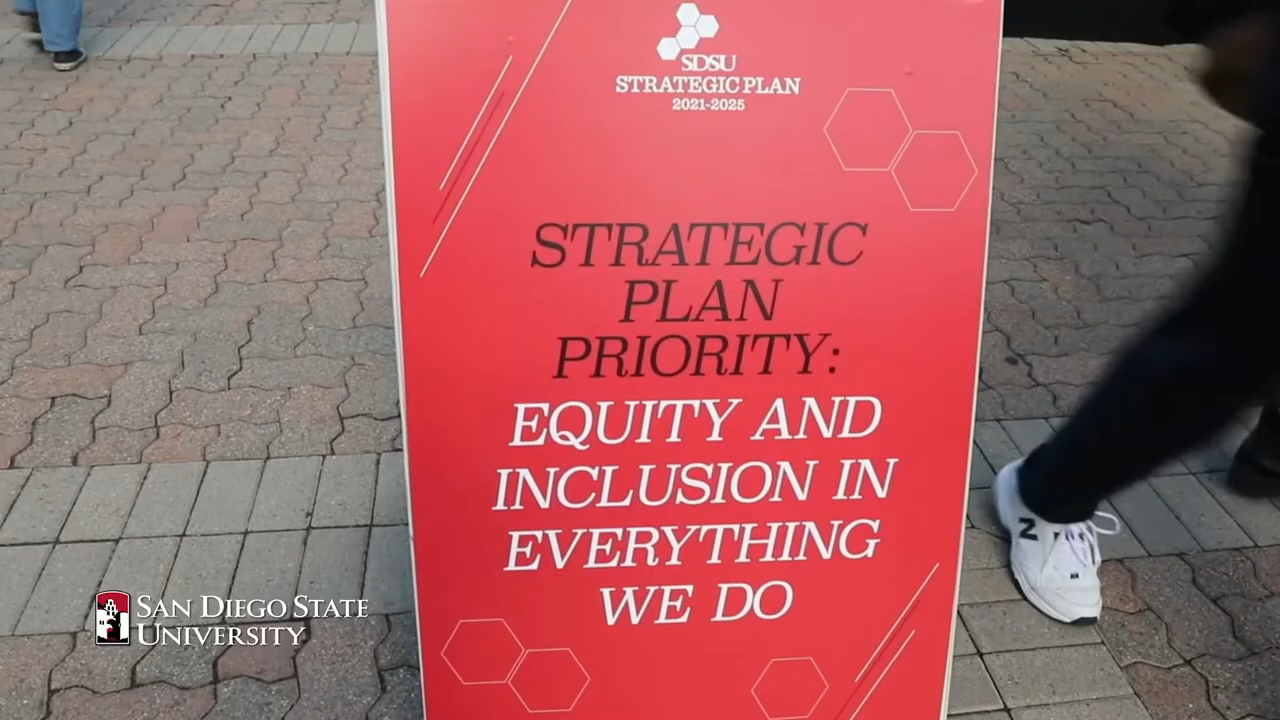 SDSU
STRATEGIC PLAN
2021-2025
STRATEGIC
PLAN
PRIORITY:
EQUITY AND
INCLUSION IN
EVERYTHING
WE DO
SAN DIEGO STATE
UNIVERSITY
N